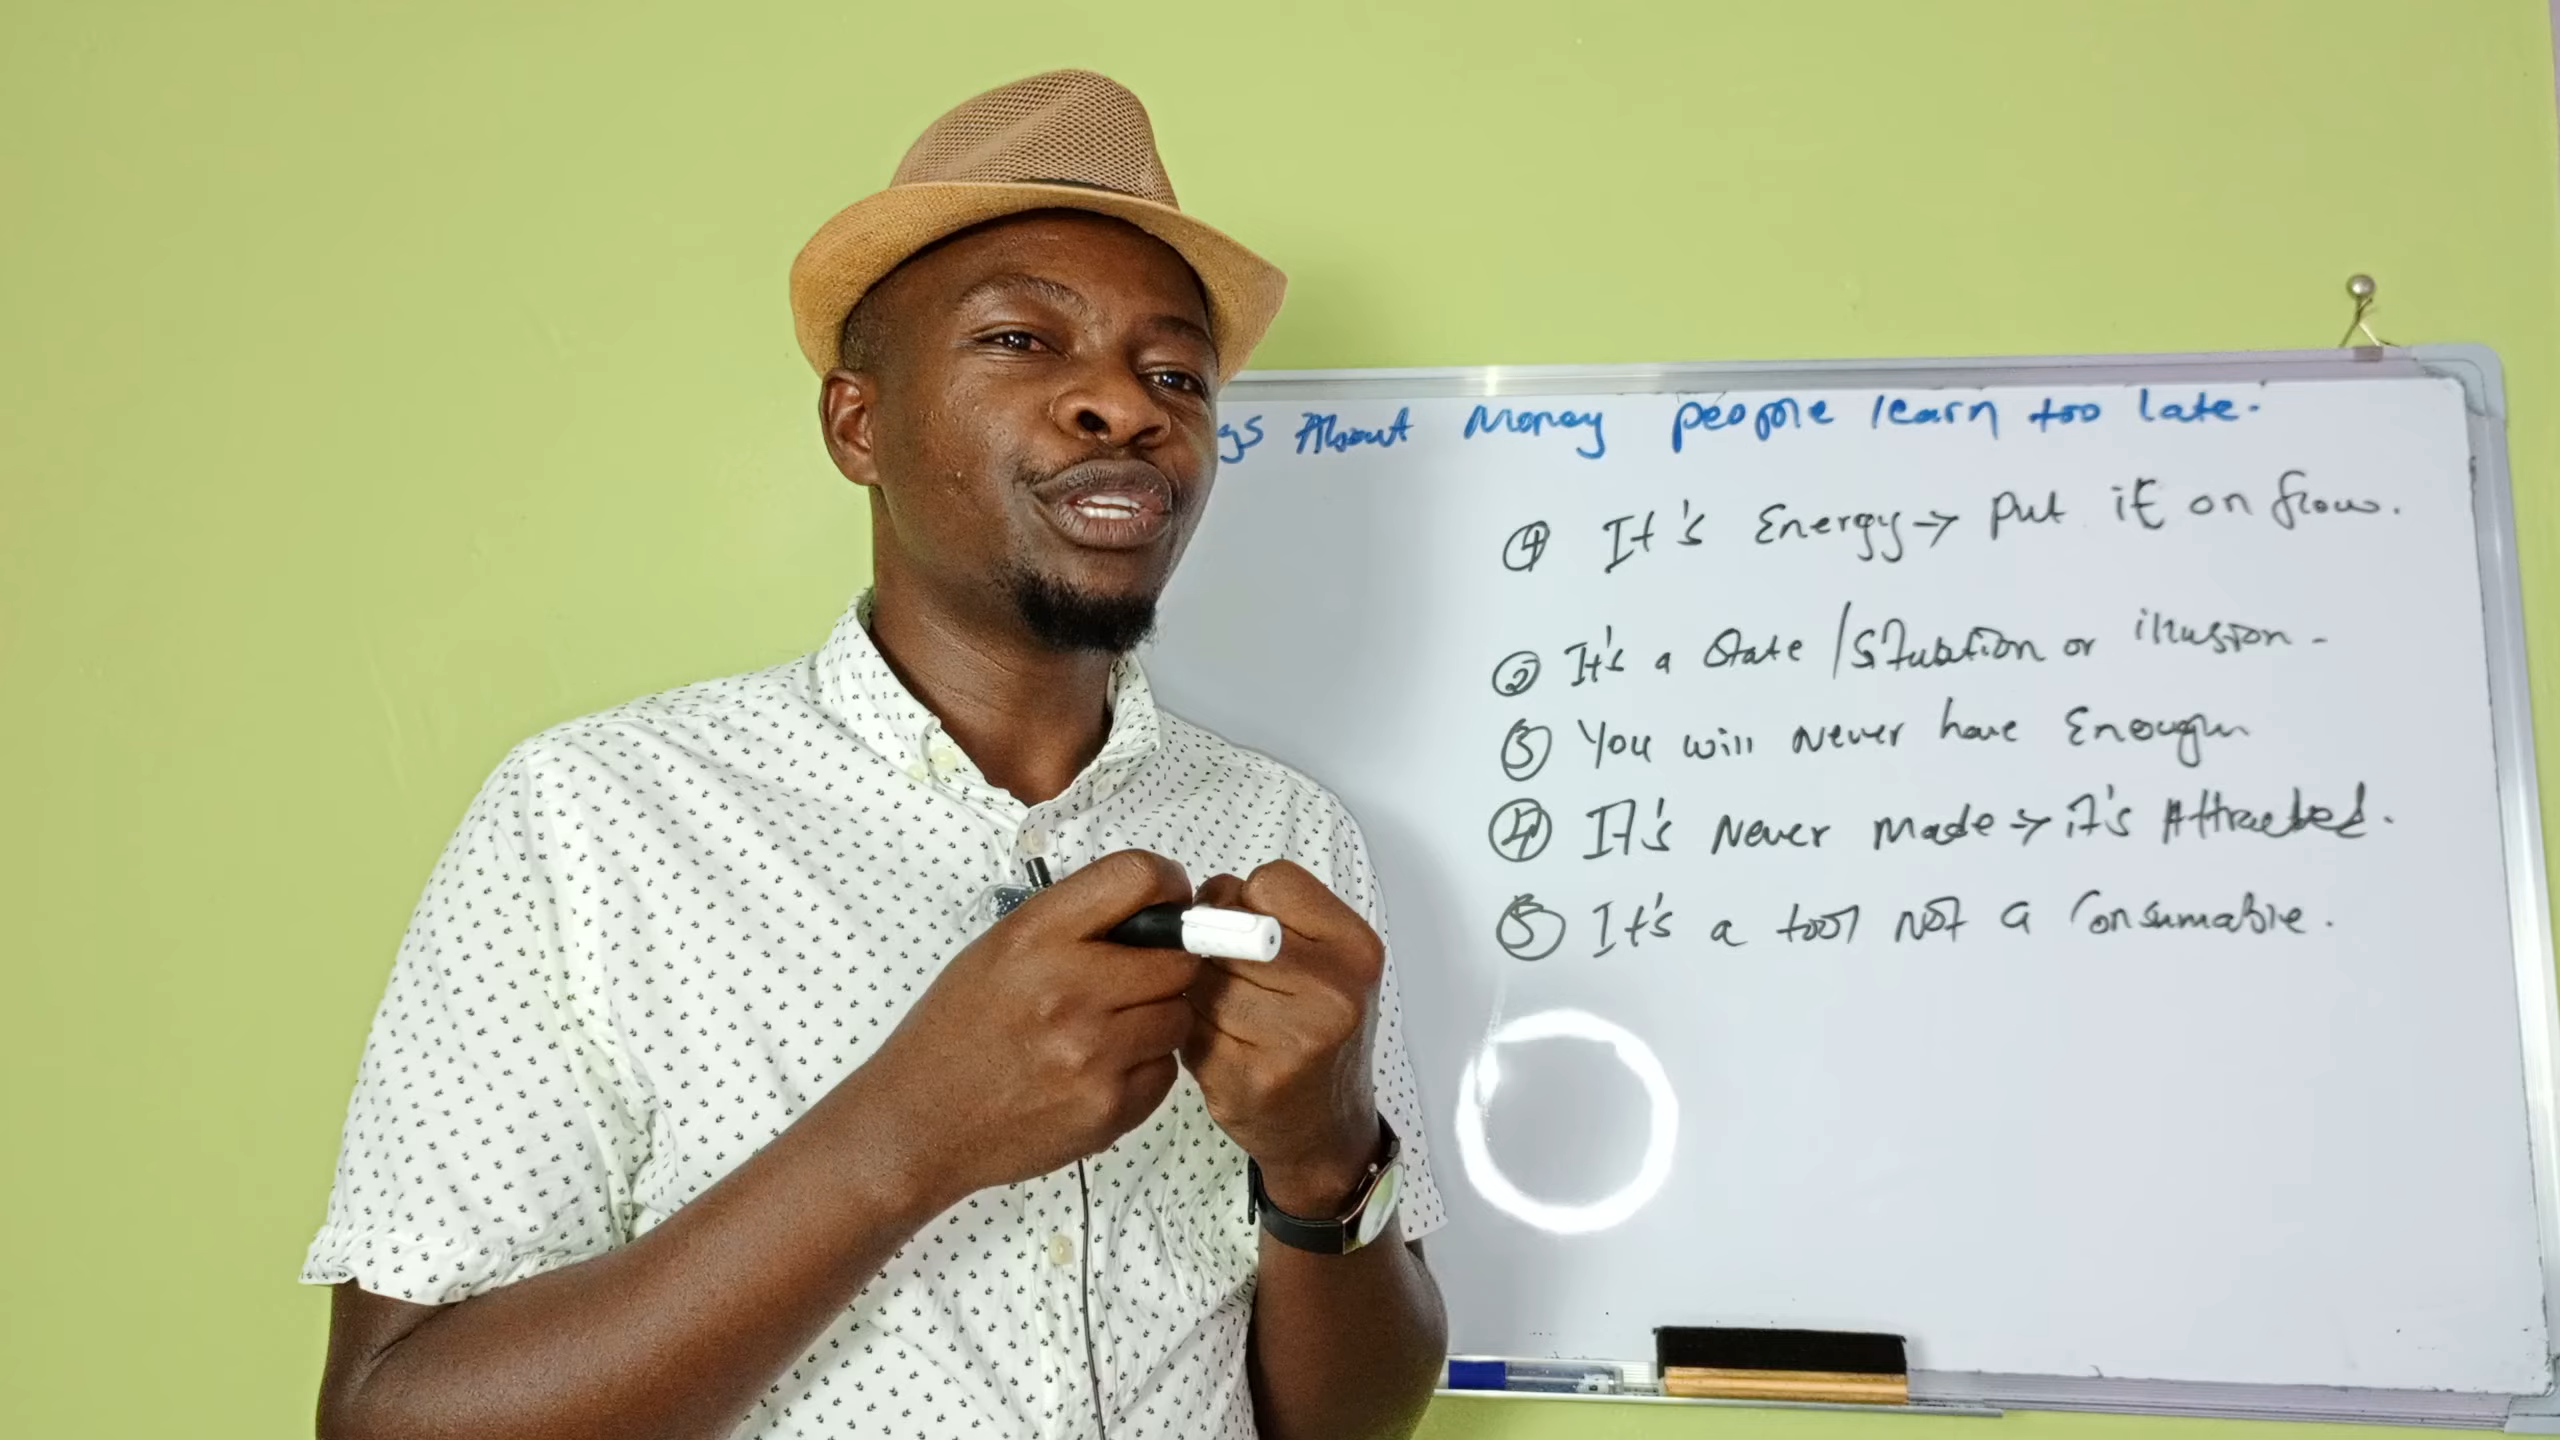 gs About Money people learn too late.
① It's Energy → Put it on flow.
② It's a State / Situation or illusion -
③ You will Never have Enough
④ It's Never Made → it's Attracted.
⑤ It's a tool Not a Consumable.